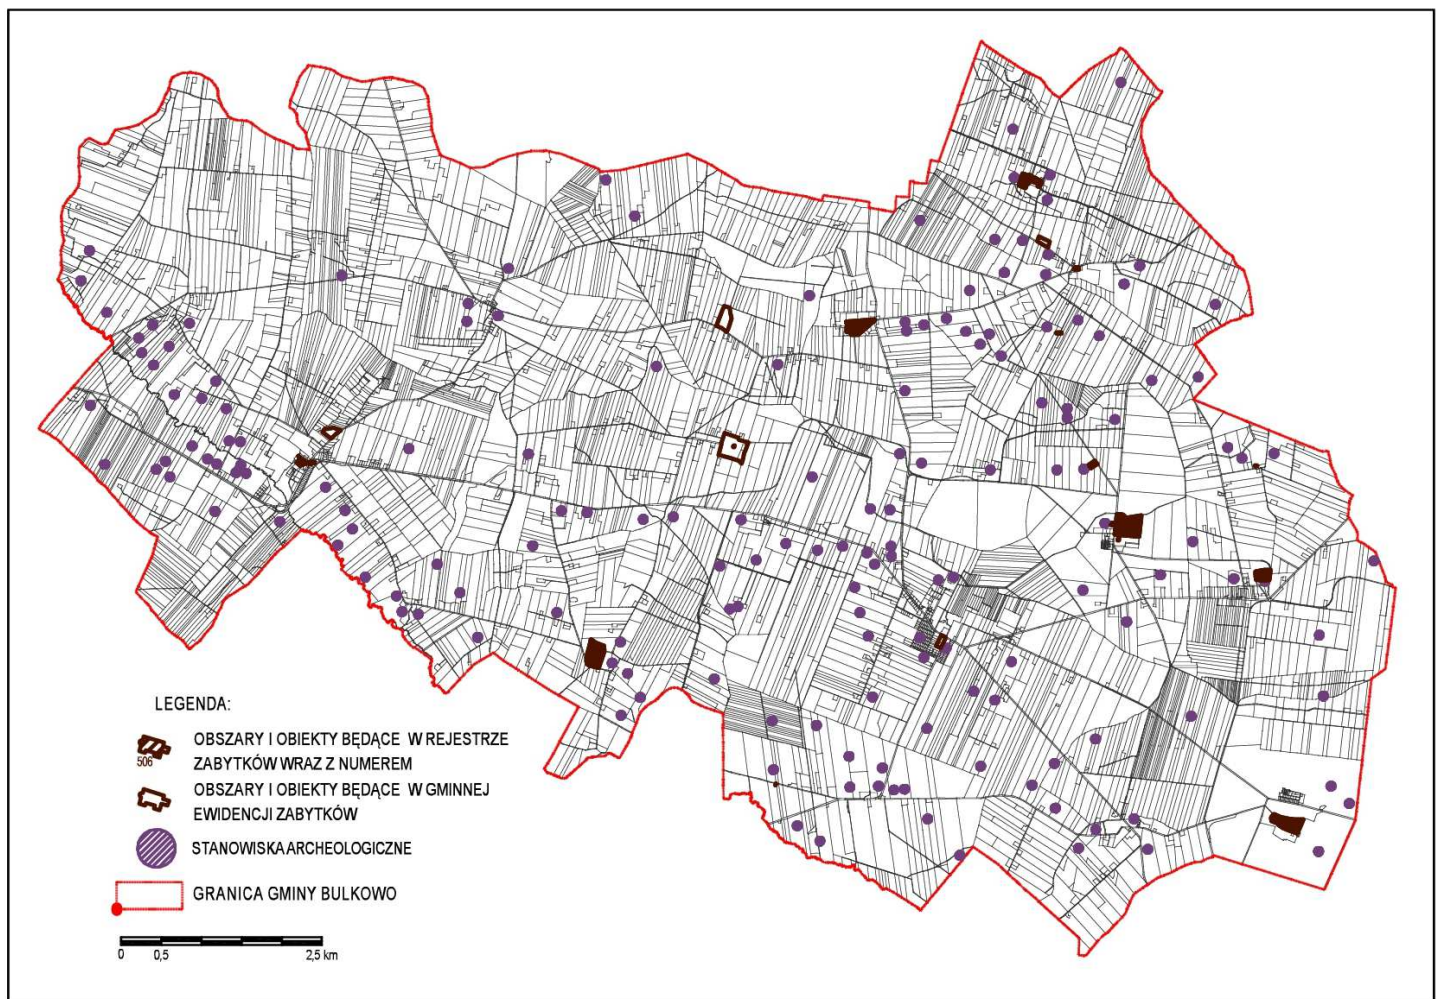 LEGENDA:
OBSZARY I OBIEKTY BĘDĄCE W REJESTRZE
ZABYTKÓW WRAZ Z NUMEREM
506
OBSZARY I OBIEKTY BĘDĄCE W GMINNEJ
EWIDENCJI ZABYTKÓW
STANOWISKA ARCHEOLOGICZNE
GRANICA GMINY BULKOWO
0 0,5 2,5 km